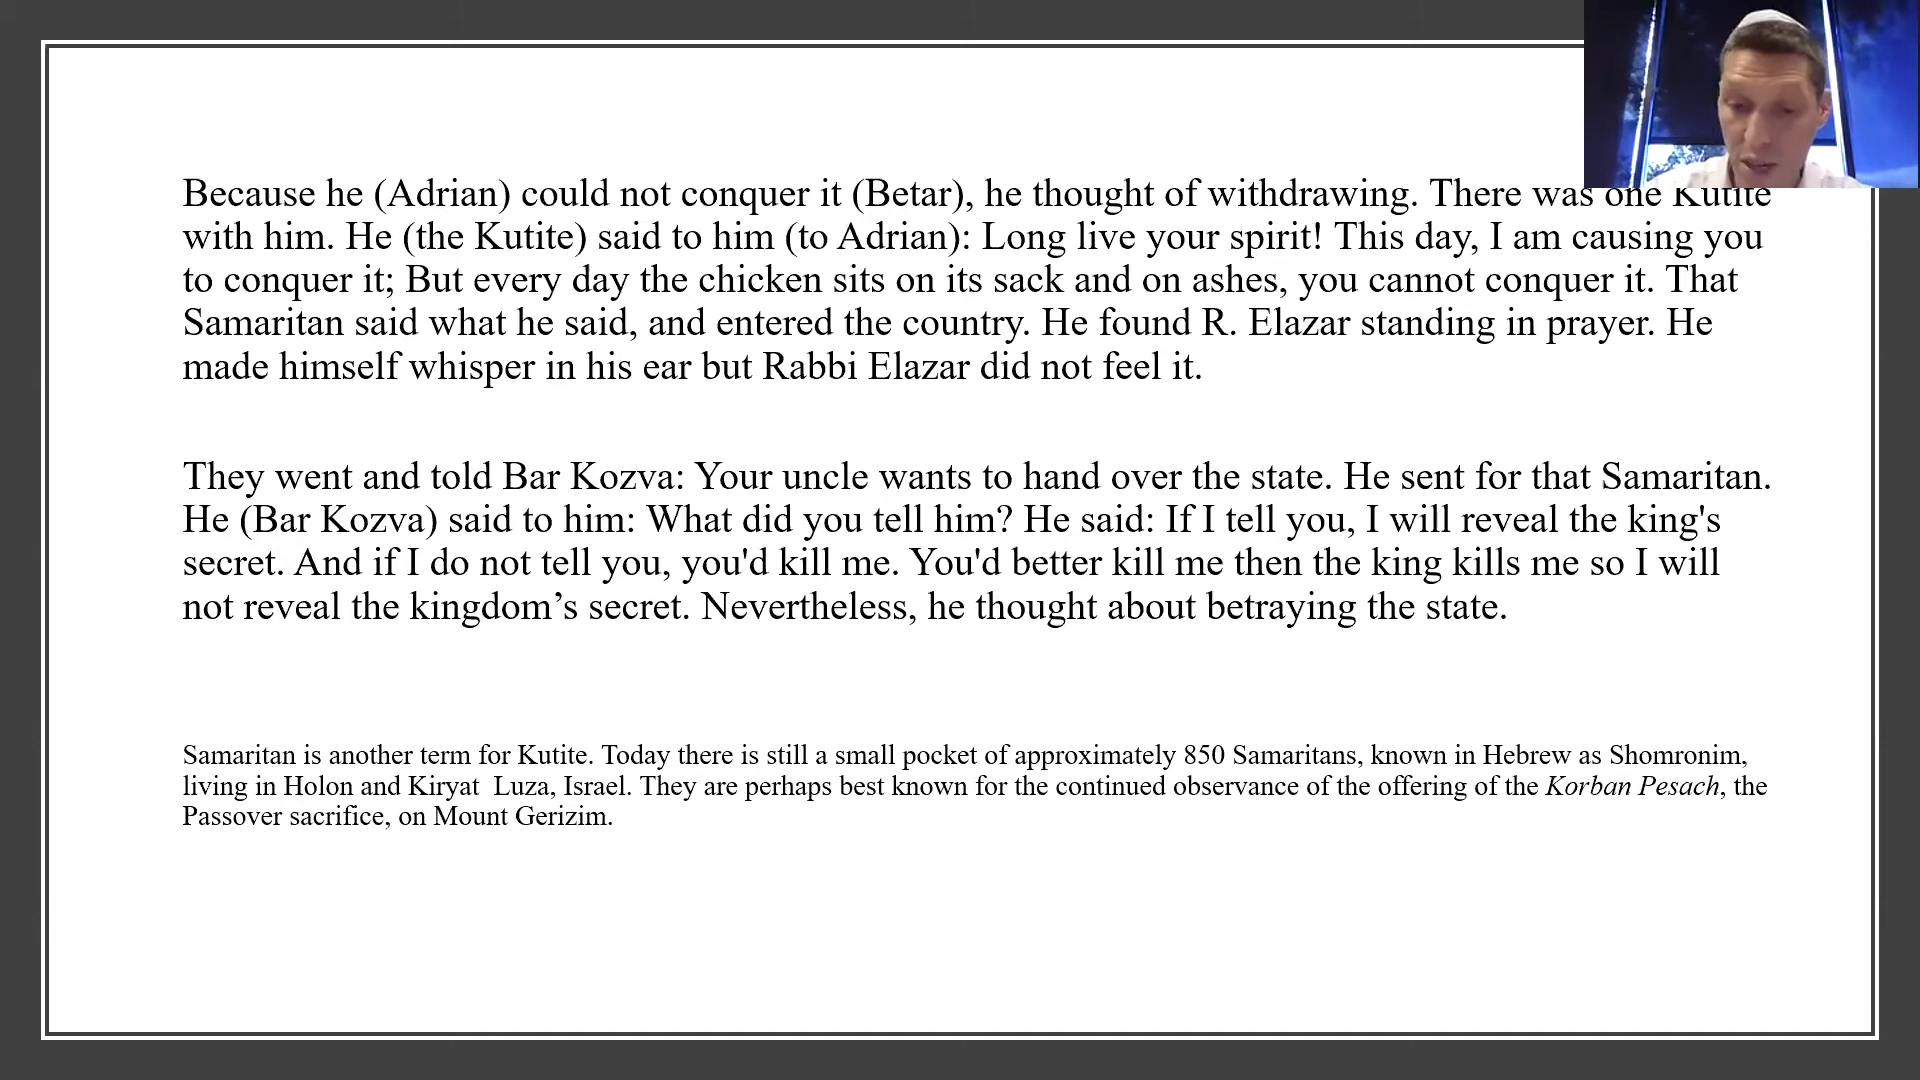 Because he (Adrian) could not conquer it (Betar), he thought of withdrawing. There was one Kutite
with him. He (the Kutite) said to him (to Adrian): Long live your spirit! This day, I am causing you
to conquer it; But every day the chicken sits on its sack and on ashes, you cannot conquer it. That
Samaritan said what he said, and entered the country. He found R. Elazar standing in prayer. He
made himself whisper in his ear but Rabbi Elazar did not feel it.
They went and told Bar Kozva: Your uncle wants to hand over the state. He sent for that Samaritan.
He (Bar Kozva) said to him: What did you tell him? He said: If I tell you, I will reveal the king's
secret. And if I do not tell you, you'd kill me. You'd better kill me then the king kills me so I will
not reveal the kingdom’s secret. Nevertheless, he thought about betraying the state.
Samaritan is another term for Kutite. Today there is still a small pocket of approximately 850 Samaritans, known in Hebrew as Shomronim,
living in Holon and Kiryat  Luza, Israel. They are perhaps best known for the continued observance of the offering of the Korban Pesach, the
Passover sacrifice, on Mount Gerizim.